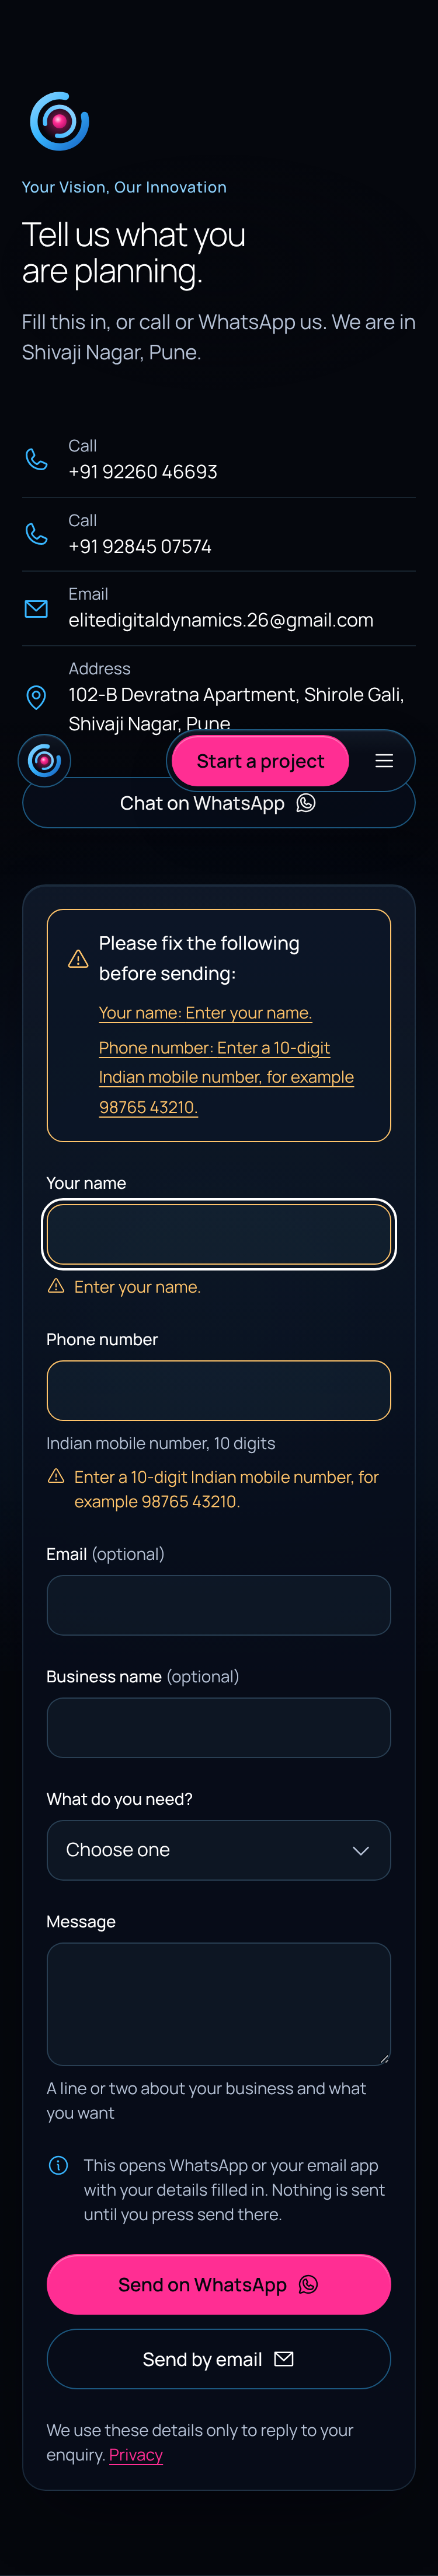 Your Vision, Our Innovation
Tell us what you
are planning.
Fill this in, or call or WhatsApp us. We are in
Shivaji Nagar, Pune.
Call
+91 92260 46693
Call
+91 92845 07574
Email
elitedigitaldynamics.26@gmail.com
Address
102-B Devratna Apartment, Shirole Gali,
Shivaji Nagar, Pune
Start a project
Chat on WhatsApp
Please fix the following
before sending:
Your name: Enter your name.
Phone number: Enter a 10-digit
Indian mobile number, for example
98765 43210.
Your name
Enter your name.
Phone number
Indian mobile number, 10 digits
Enter a 10-digit Indian mobile number, for
example 98765 43210.
Email (optional)
Business name (optional)
What do you need?
Choose one
Message
A line or two about your business and what
you want
This opens WhatsApp or your email app
with your details filled in. Nothing is sent
until you press send there.
Send on WhatsApp
Send by email
We use these details only to reply to your
enquiry. Privacy